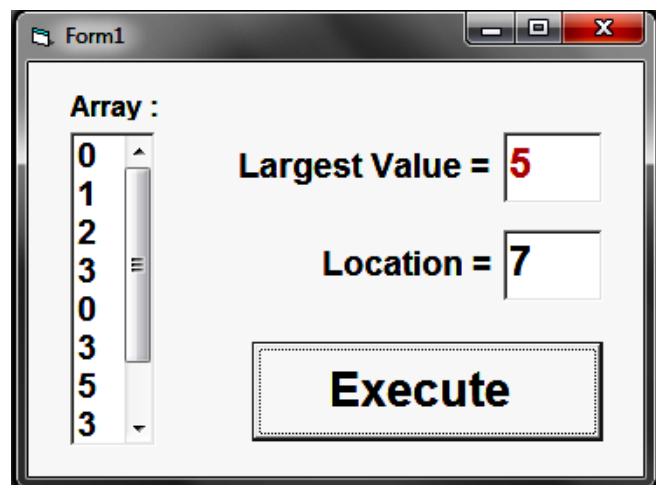 Form1
Array :
0
1
2
3
0
3
5
3
Largest Value = 5
Location = 7
Execute